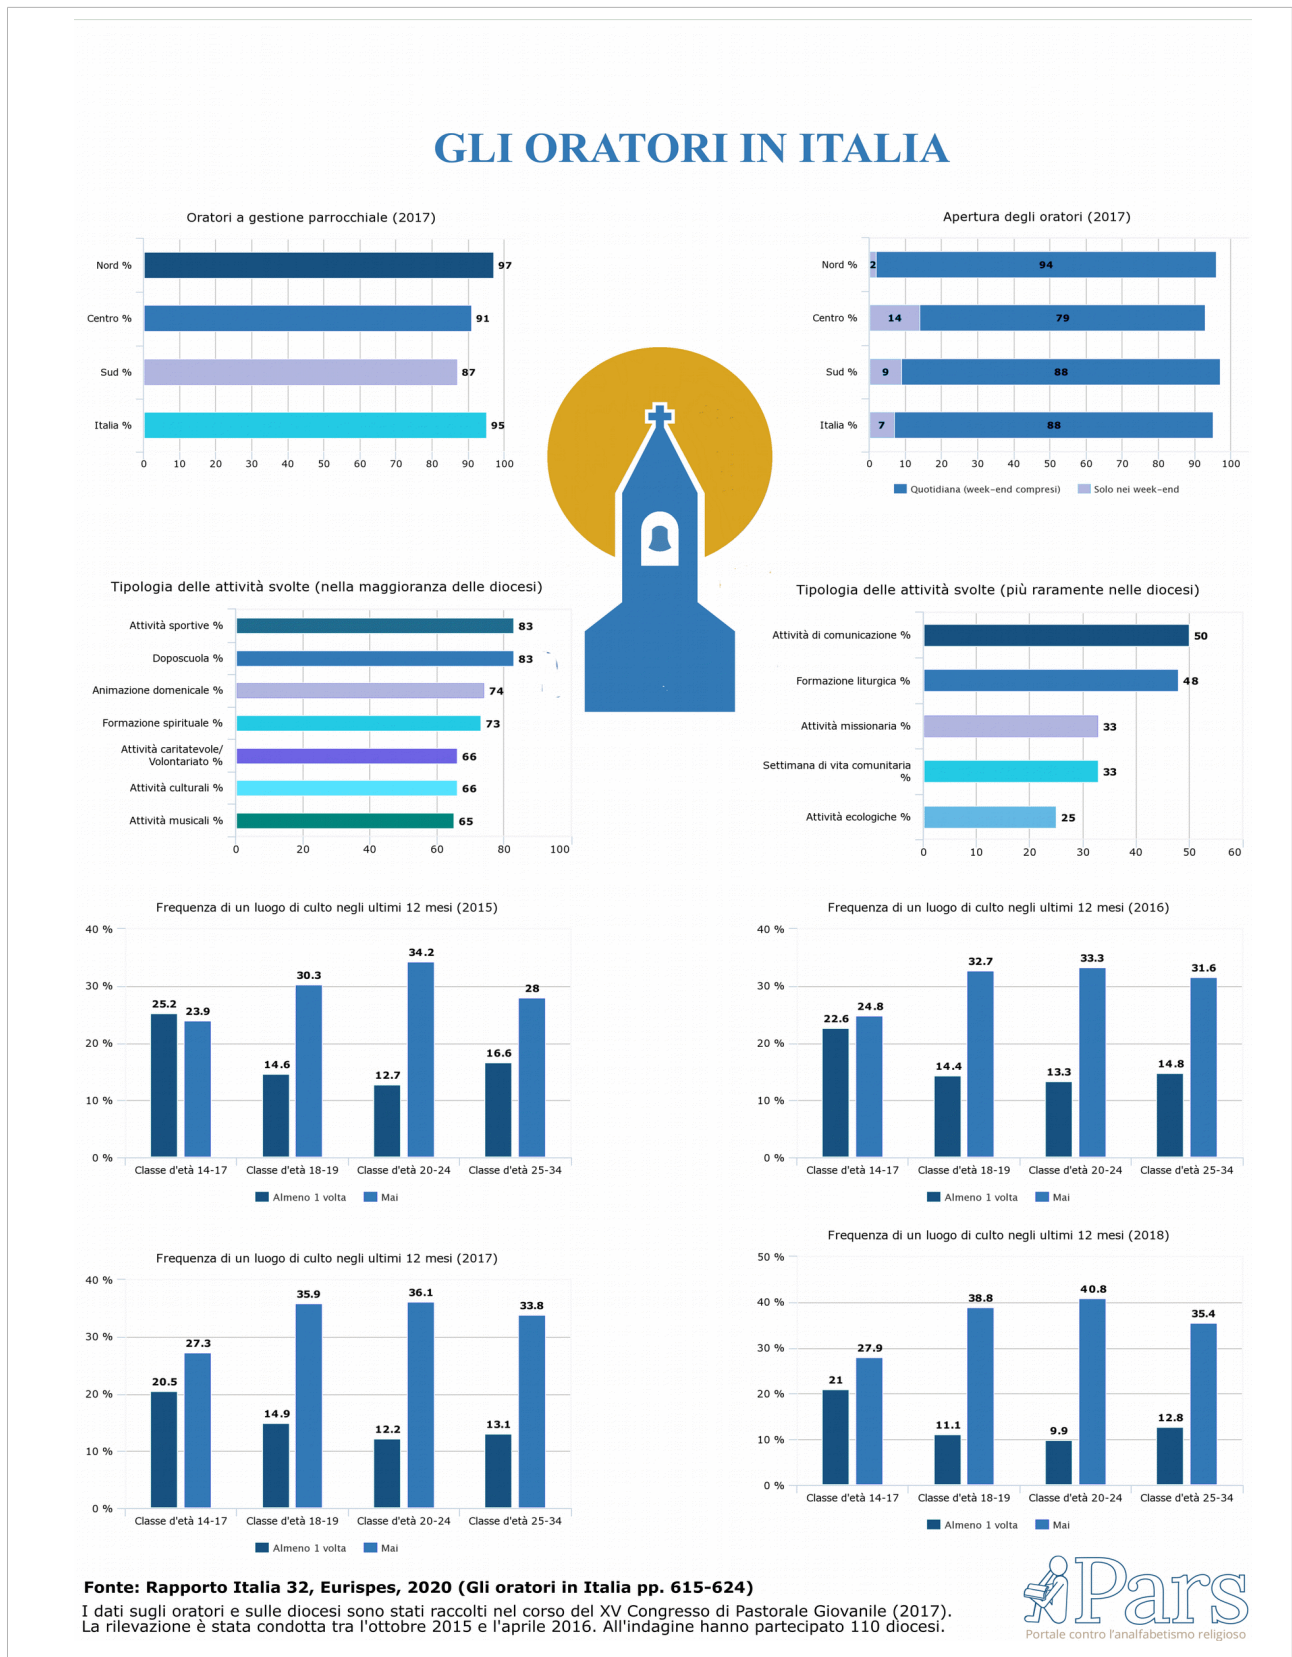 GLI ORATORI IN ITALIA
Oratori a gestione parrocchiale (2017)
Nord %
97
Centro %
91
Sud %
87
Italia %
95
0 10 20 30 40 50 60 70 80 90 100
Apertura degli oratori (2017)
Nord %
2
94
Centro %
14
79
Sud %
9
88
Italia %
7
88
0 10 20 30 40 50 60 70 80 90 100
Quotidiana (week-end compresi)
Solo nei week-end
Tipologia delle attività svolte (nella maggioranza delle diocesi)
Attività sportive %
83
Doposcuola %
83
Animazione domenicale %
74
Formazione spirituale %
73
Attività caritatevole/
Volontariato %
66
Attività culturali %
66
Attività musicali %
65
0 20 40 60 80 100
Tipologia delle attività svolte (più raramente nelle diocesi)
Attività di comunicazione %
50
Formazione liturgica %
48
Attività missionaria %
33
Settimana di vita comunitaria
%
33
Attività ecologiche %
25
0 10 20 30 40 50 60
Frequenza di un luogo di culto negli ultimi 12 mesi (2015)
40 %
30 %
20 %
10 %
0 %
25.2 23.9
14.6 30.3
12.7 34.2
16.6 28
Classe d'età 14-17 Classe d'età 18-19 Classe d'età 20-24 Classe d'età 25-34
Almeno 1 volta Mai
Frequenza di un luogo di culto negli ultimi 12 mesi (2016)
40 %
30 %
20 %
10 %
0 %
22.6 24.8
14.4 32.7
13.3 33.3
14.8 31.6
Classe d'età 14-17 Classe d'età 18-19 Classe d'età 20-24 Classe d'età 25-34
Almeno 1 volta Mai
Frequenza di un luogo di culto negli ultimi 12 mesi (2017)
40 %
30 %
20 %
10 %
0 %
20.5 27.3
14.9 35.9
12.2 36.1
13.1 33.8
Classe d'età 14-17 Classe d'età 18-19 Classe d'età 20-24 Classe d'età 25-34
Almeno 1 volta Mai
Frequenza di un luogo di culto negli ultimi 12 mesi (2018)
50 %
40 %
30 %
20 %
10 %
0 %
21 27.9
11.1 38.8
9.9 40.8
12.8 35.4
Classe d'età 14-17 Classe d'età 18-19 Classe d'età 20-24 Classe d'età 25-34
Almeno 1 volta Mai
Fonte: Rapporto Italia 32, Eurispes, 2020 (Gli oratori in Italia pp. 615-624)
I dati sugli oratori e sulle diocesi sono stati raccolti nel corso del XV Congresso di Pastorale Giovanile (2017).
La rilevazione è stata condotta tra l'ottobre 2015 e l'aprile 2016. All'indagine hanno partecipato 110 diocesi.
iPars
Portale contro l'analfabetismo religioso